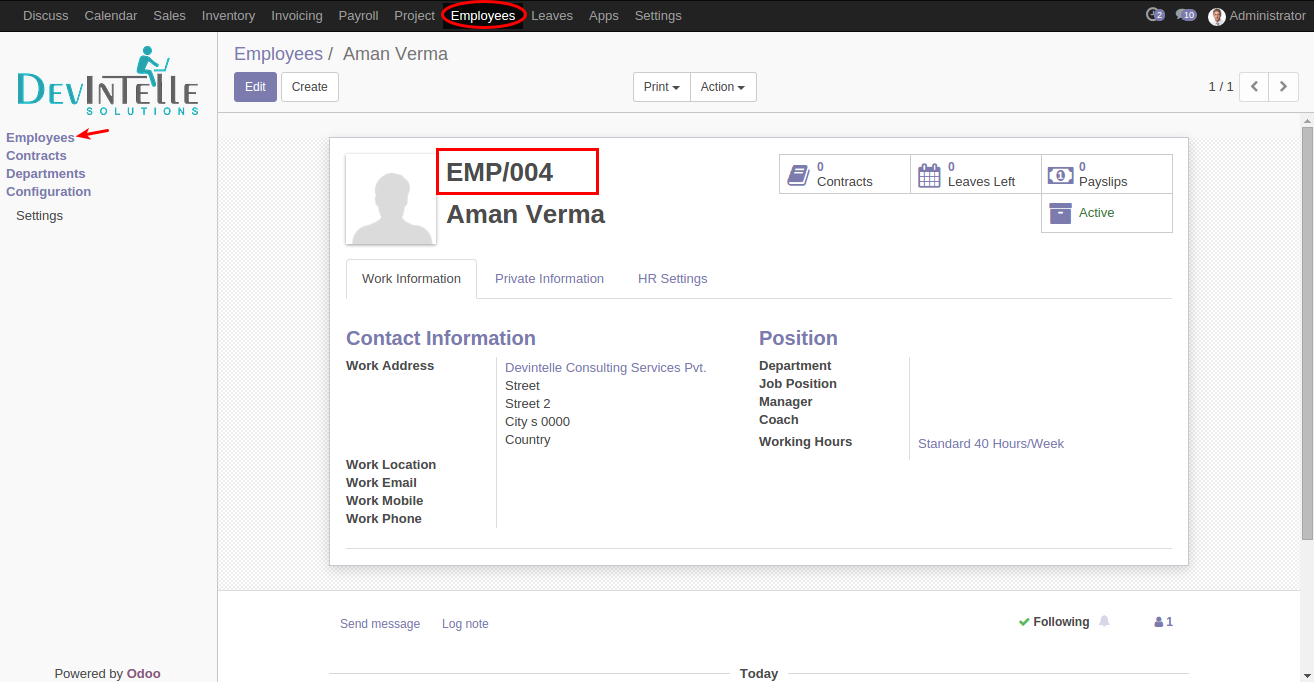 Discuss Calendar Sales Inventory Invoicing Payroll Project Employees Leaves Apps Settings 2 10 Administrator
DEVINTELLE
SOLUTIONS
Employees
Contracts
Departments
Configuration
Settings
Powered by Odoo
Employees / Aman Verma
Edit Create Print Action 1 / 1
EMP/004
Aman Verma
0
Contracts
0
Leaves Left
0
Payslips
Active
Work Information Private Information HR Settings
Contact Information
Work Address Devintelle Consulting Services Pvt.
Street
Street 2
City s 0000
Country
Work Location
Work Email
Work Mobile
Work Phone
Position
Department
Job Position
Manager
Coach
Working Hours Standard 40 Hours/Week
Send message Log note Following 1
Today